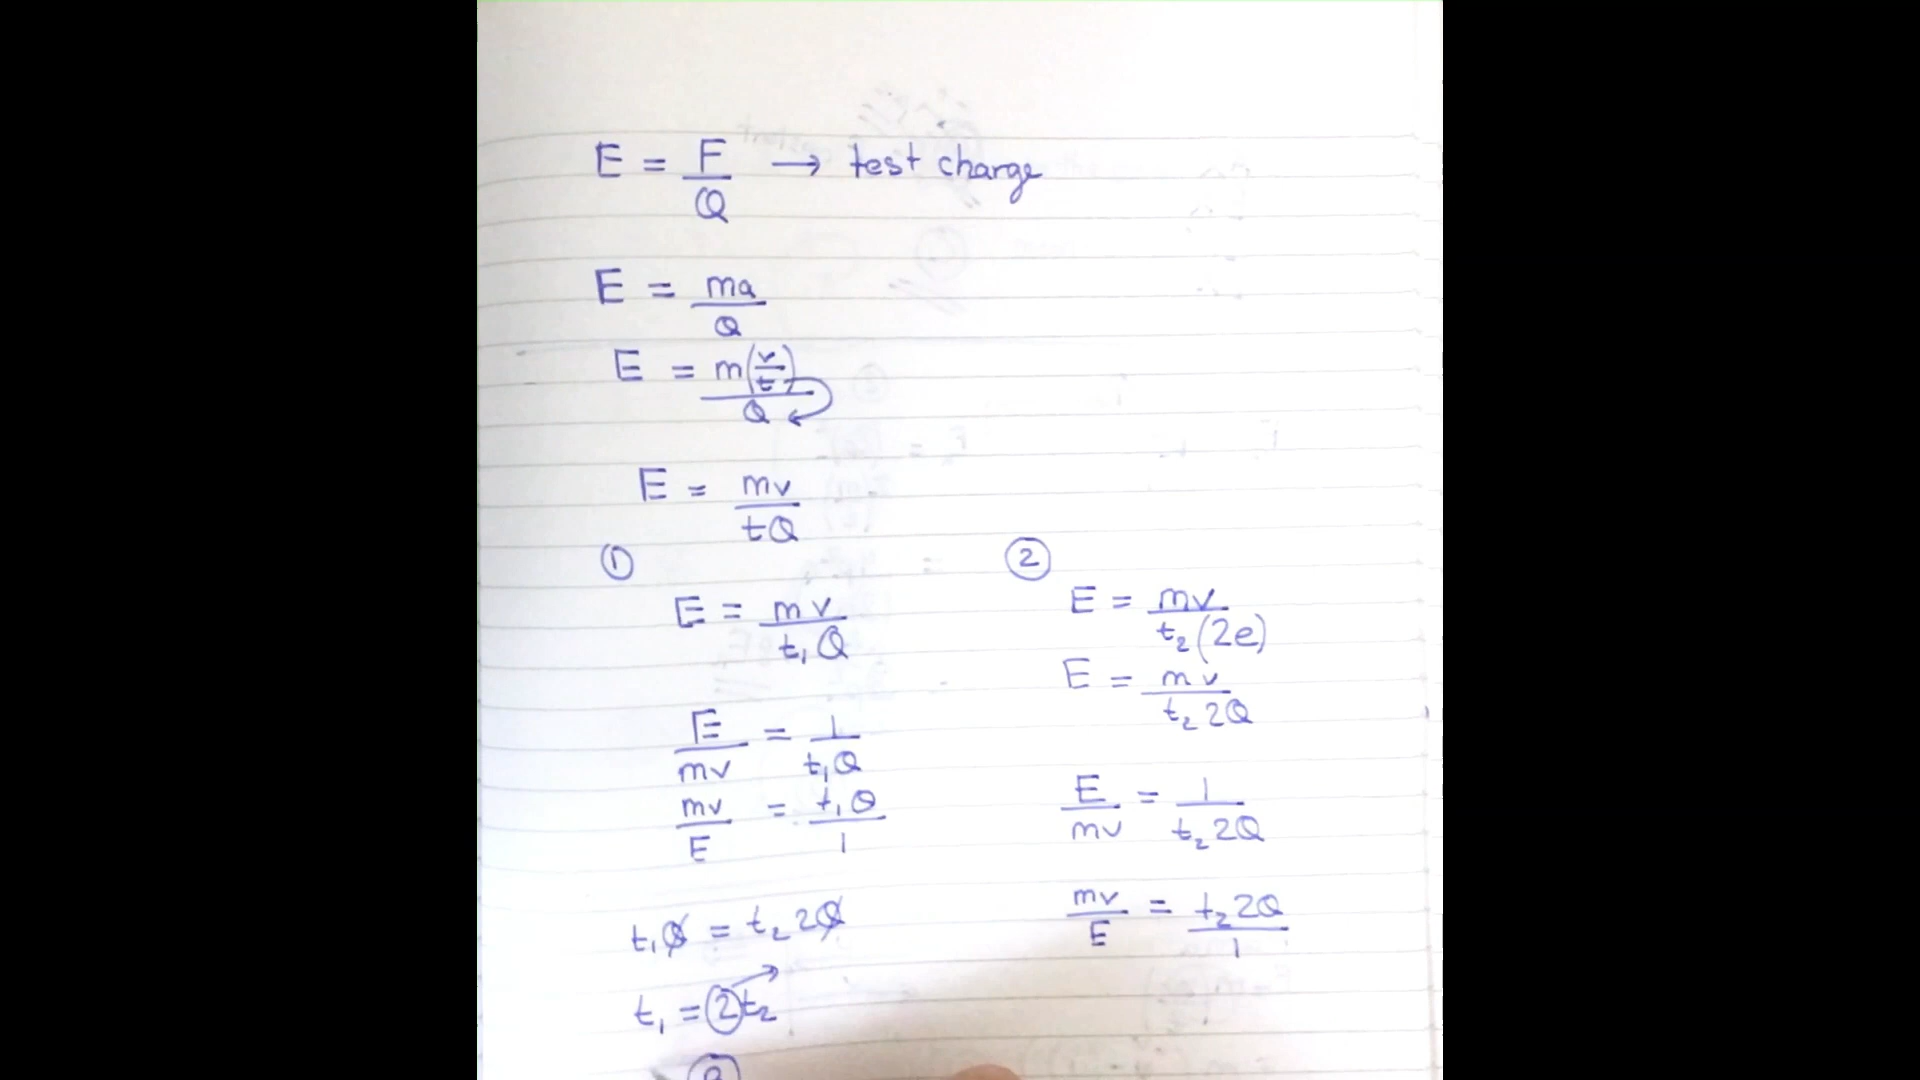 E = F/Q → test charge
E = ma/Q
E = m(v/t)/Q
E = mv/tQ
①
E = mv/t₁Q
E/mv = 1/t₁Q
mv/E = t₁Q/1
t₁Q = t₂2Q
t₁ = 2t₂
②
E = mv/t₂(2e)
E = mv/t₂2Q
E/mv = 1/t₂2Q
mv/E = t₂2Q/1